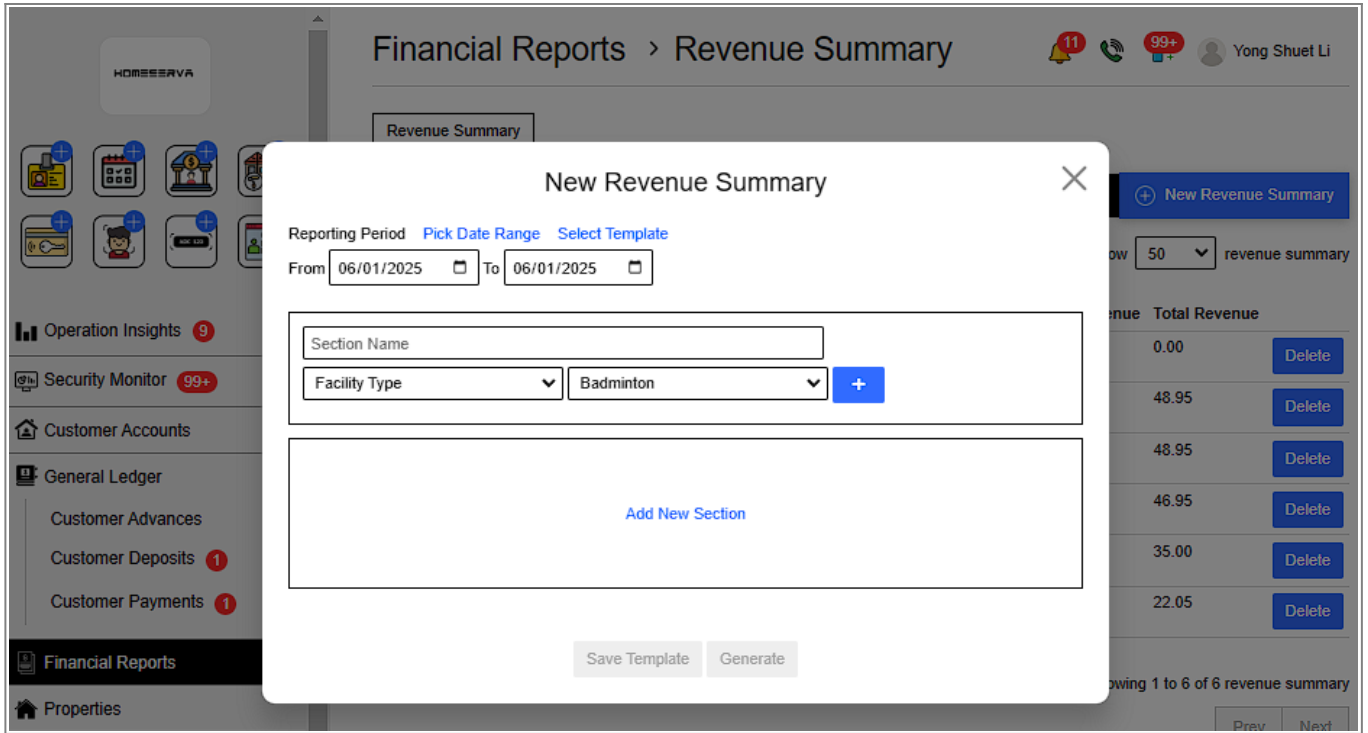 HOMESERVA
Financial Reports > Revenue Summary
11
99+
Yong Shuet Li
Revenue Summary
New Revenue Summary
ow 50 revenue summary
enue Total Revenue
0.00 Delete
48.95 Delete
48.95 Delete
46.95 Delete
35.00 Delete
22.05 Delete
owing 1 to 6 of 6 revenue summary
Prev Next
Operation Insights 9
Security Monitor 99+
Customer Accounts
General Ledger
Customer Advances
Customer Deposits 1
Customer Payments 1
Financial Reports
Properties
New Revenue Summary
Reporting Period Pick Date Range Select Template
From 06/01/2025 To 06/01/2025
Section Name
Facility Type Badminton +
Add New Section
Save Template Generate